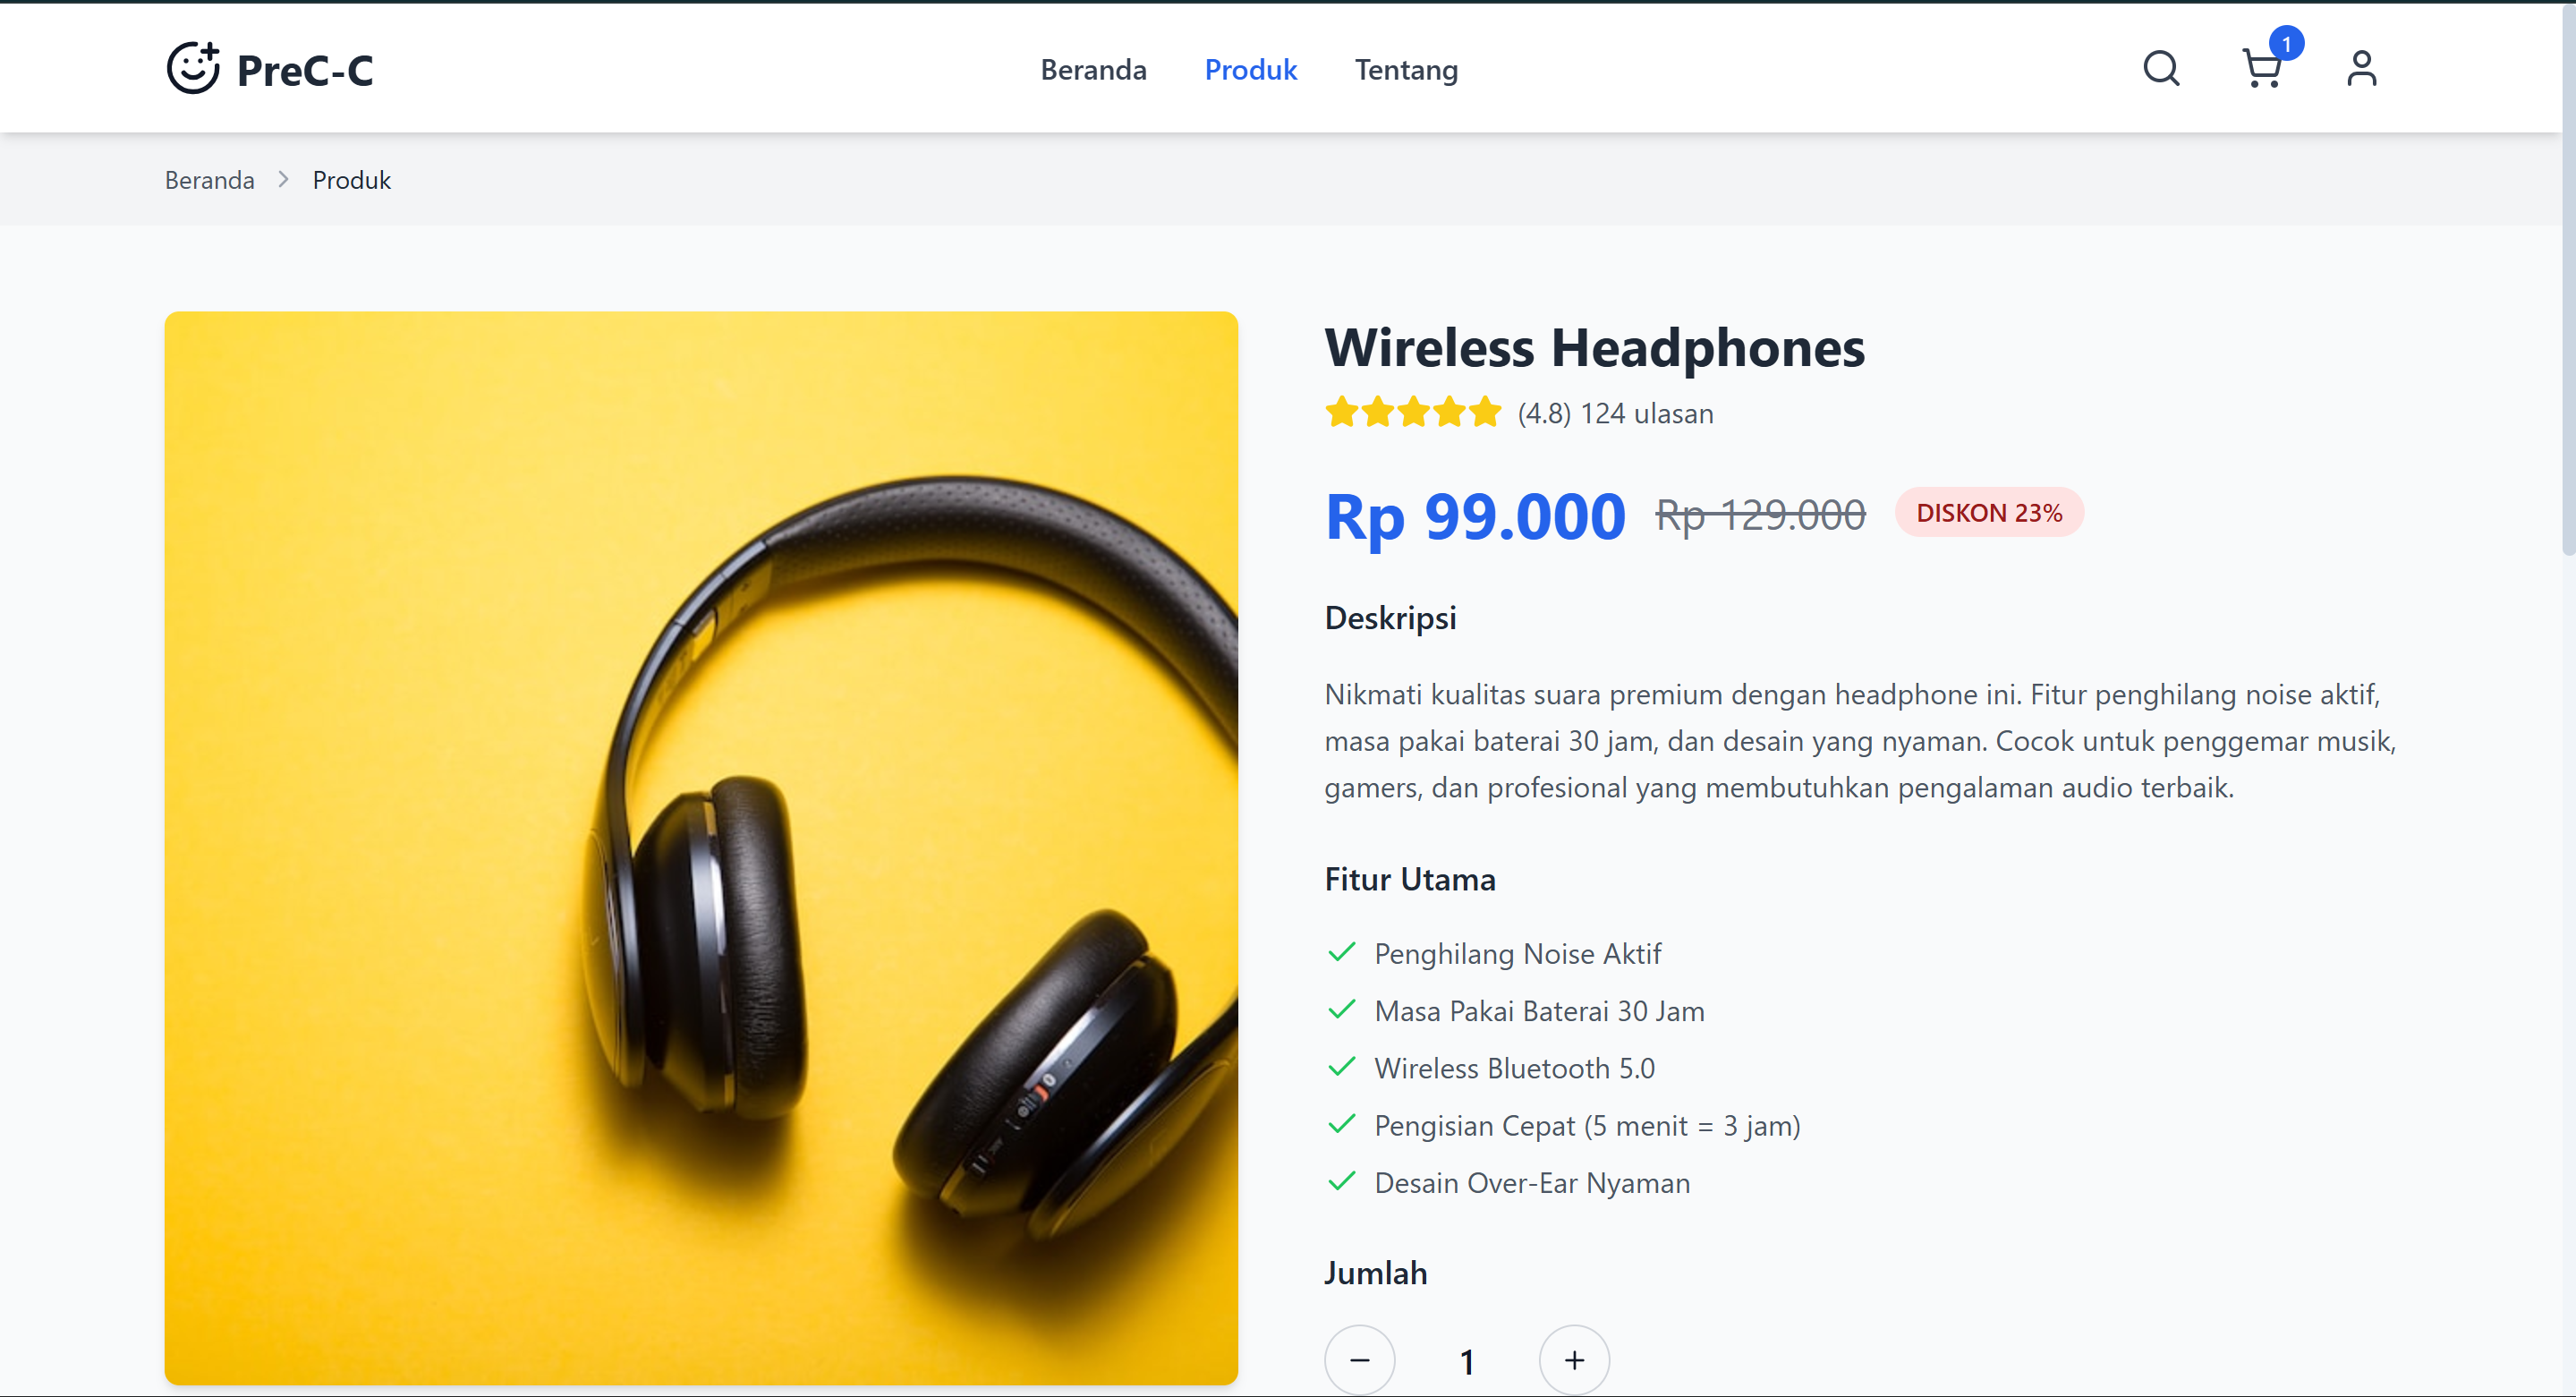 PreC-C
Beranda
Produk
Tentang
1
Beranda
Produk
Wireless Headphones
(4.8) 124 ulasan
Rp 99.000
Rp 129.000
DISKON 23%
Deskripsi
Nikmati kualitas suara premium dengan headphone ini. Fitur penghilang noise aktif,
masa pakai baterai 30 jam, dan desain yang nyaman. Cocok untuk penggemar musik,
gamers, dan profesional yang membutuhkan pengalaman audio terbaik.
Fitur Utama
Penghilang Noise Aktif
Masa Pakai Baterai 30 Jam
Wireless Bluetooth 5.0
Pengisian Cepat (5 menit = 3 jam)
Desain Over-Ear Nyaman
Jumlah
1